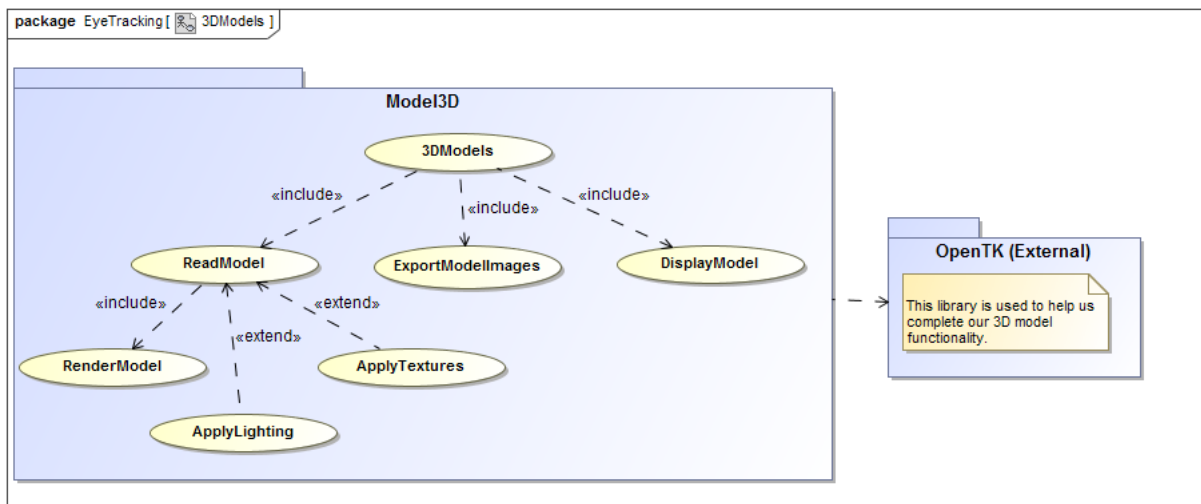 package EyeTracking [ 3DModels ]
Model3D
3DModels
«include»
«include»
«include»
ReadModel
ExportModelImages
DisplayModel
OpenTK (External)
This library is used to help us
complete our 3D model
functionality.
«include»
«extend»
«extend»
RenderModel
ApplyTextures
ApplyLighting